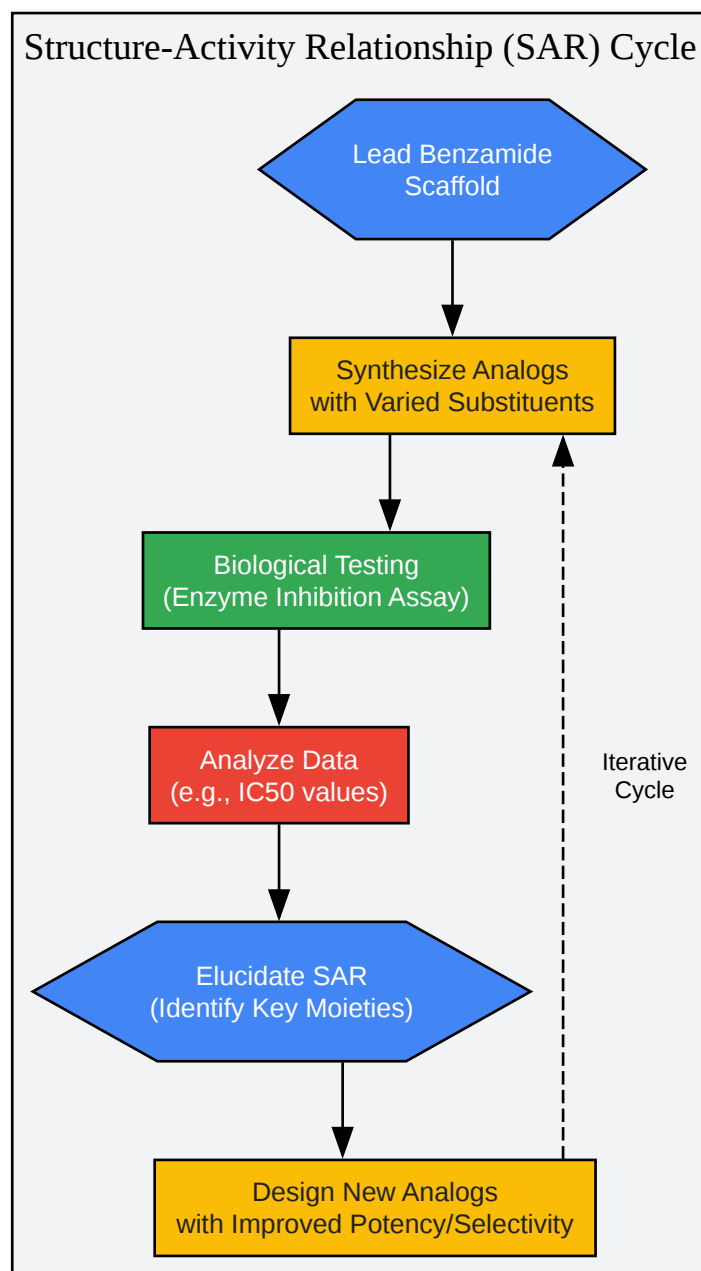 Structure-Activity Relationship (SAR) Cycle
Lead Benzamide
Scaffold
Synthesize Analogs
with Varied Substituents
Biological Testing
(Enzyme Inhibition Assay)
Analyze Data
(e.g., IC50 values)
Iterative
Cycle
Elucidate SAR
(Identify Key Moieties)
Design New Analogs
with Improved Potency/Selectivity